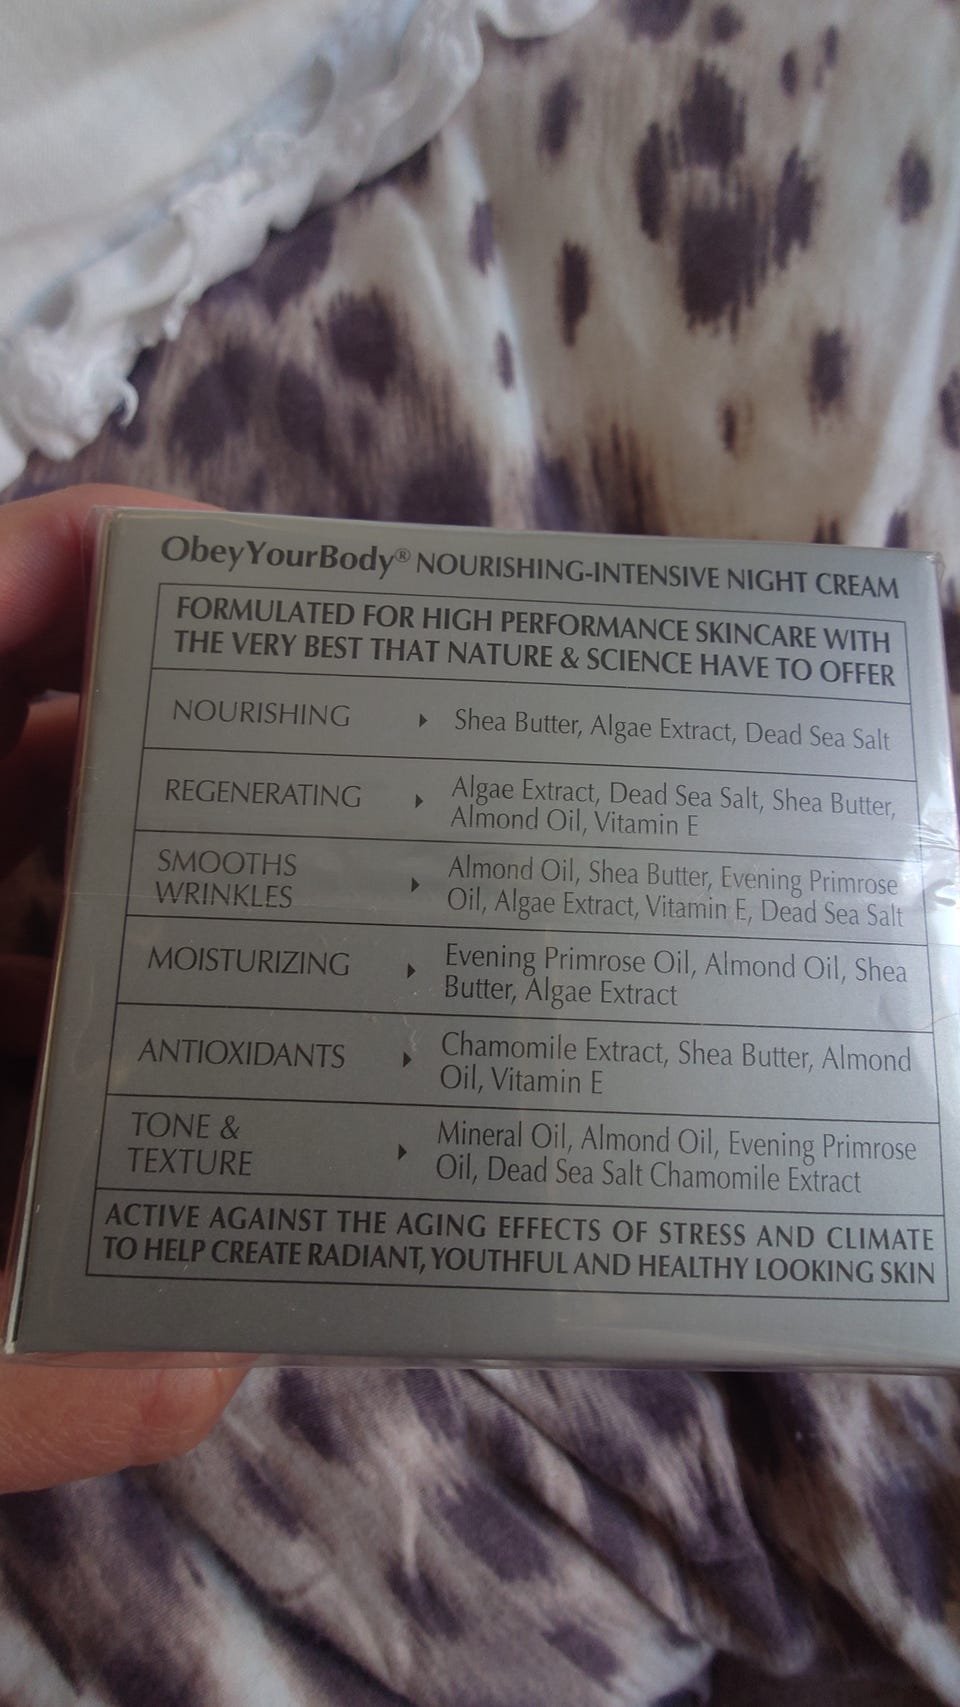 ObeyYourBody® NOURISHING-INTENSIVE NIGHT CREAM
FORMULATED FOR HIGH PERFORMANCE SKINCARE WITH
THE VERY BEST THAT NATURE & SCIENCE HAVE TO OFFER
NOURISHING ▸ Shea Butter, Algae Extract, Dead Sea Salt
REGENERATING ▸ Algae Extract, Dead Sea Salt, Shea Butter,
Almond Oil, Vitamin E
SMOOTHS
WRINKLES ▸ Almond Oil, Shea Butter, Evening Primrose
Oil, Algae Extract, Vitamin E, Dead Sea Salt
MOISTURIZING ▸ Evening Primrose Oil, Almond Oil, Shea
Butter, Algae Extract
ANTIOXIDANTS ▸ Chamomile Extract, Shea Butter, Almond
Oil, Vitamin E
TONE &
TEXTURE ▸ Mineral Oil, Almond Oil, Evening Primrose
Oil, Dead Sea Salt Chamomile Extract
ACTIVE AGAINST THE AGING EFFECTS OF STRESS AND CLIMATE
TO HELP CREATE RADIANT, YOUTHFUL AND HEALTHY LOOKING SKIN